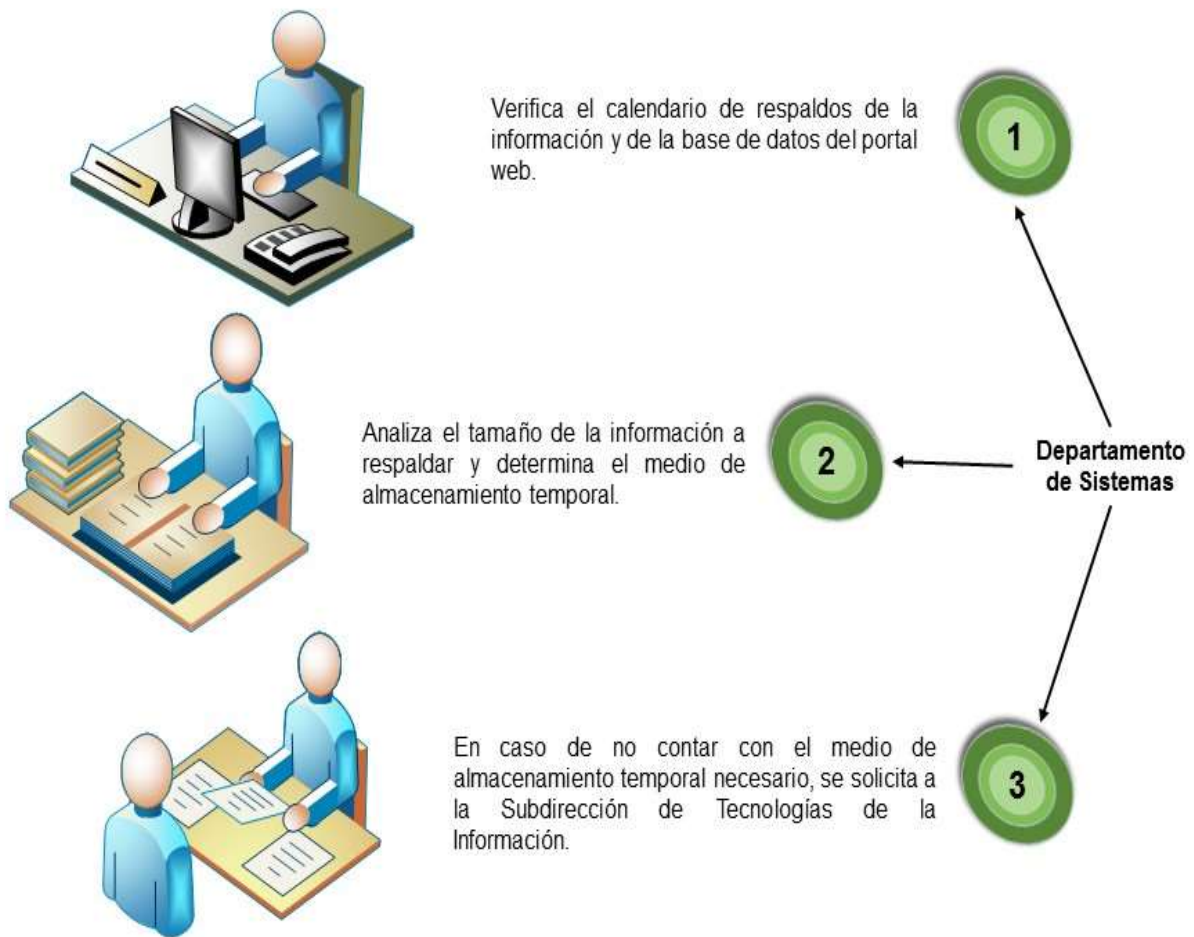 Verifica el calendario de respaldos de la
información y de la base de datos del portal
web.
1
Analiza el tamaño de la información a
respaldar y determina el medio de
almacenamiento temporal.
2
Departamento
de Sistemas
En caso de no contar con el medio de
almacenamiento temporal necesario, se solicita a
la Subdirección de Tecnologías de la
Información.
3